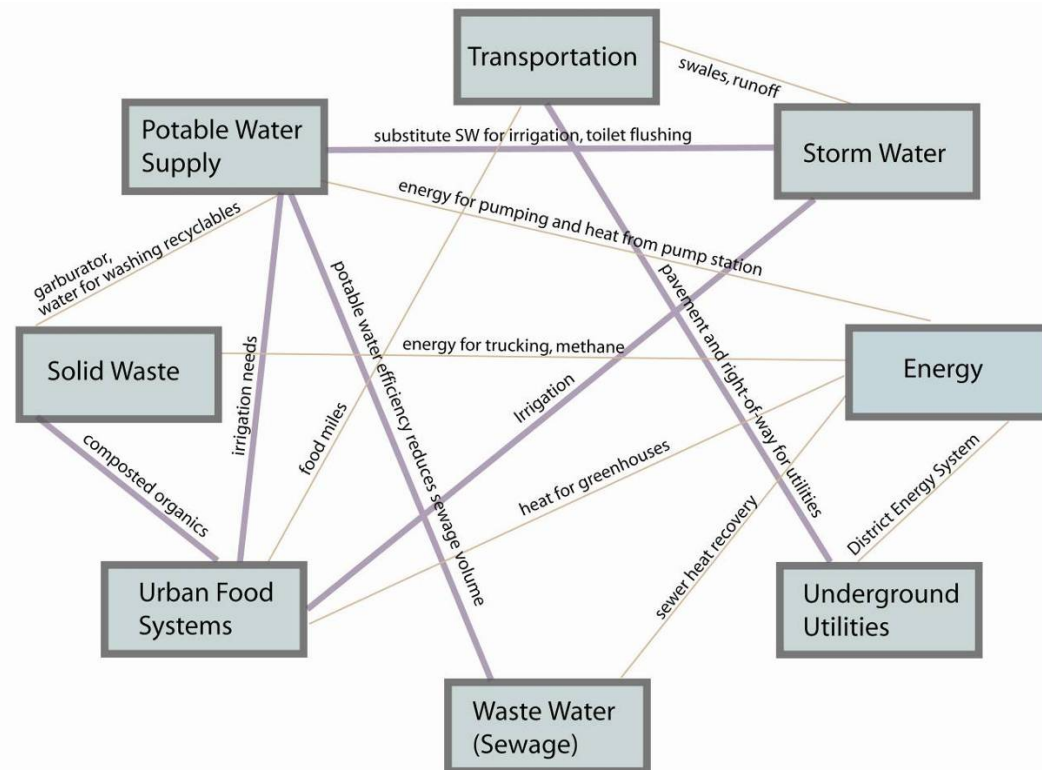 Transportation
swales, runoff
Potable Water
Supply
substitute SW for irrigation, toilet flushing
Storm Water
energy for pumping and heat from pump station
garburator,
water for washing recyclables
potable water efficiency reduces sewage volume
pavement and right-of-way for utilities
Solid Waste
energy for trucking, methane
Energy
irrigation needs
food miles
Irrigation
composted organics
heat for greenhouses
sewer heat recovery
District Energy System
Urban Food
Systems
Underground
Utilities
Waste Water
(Sewage)